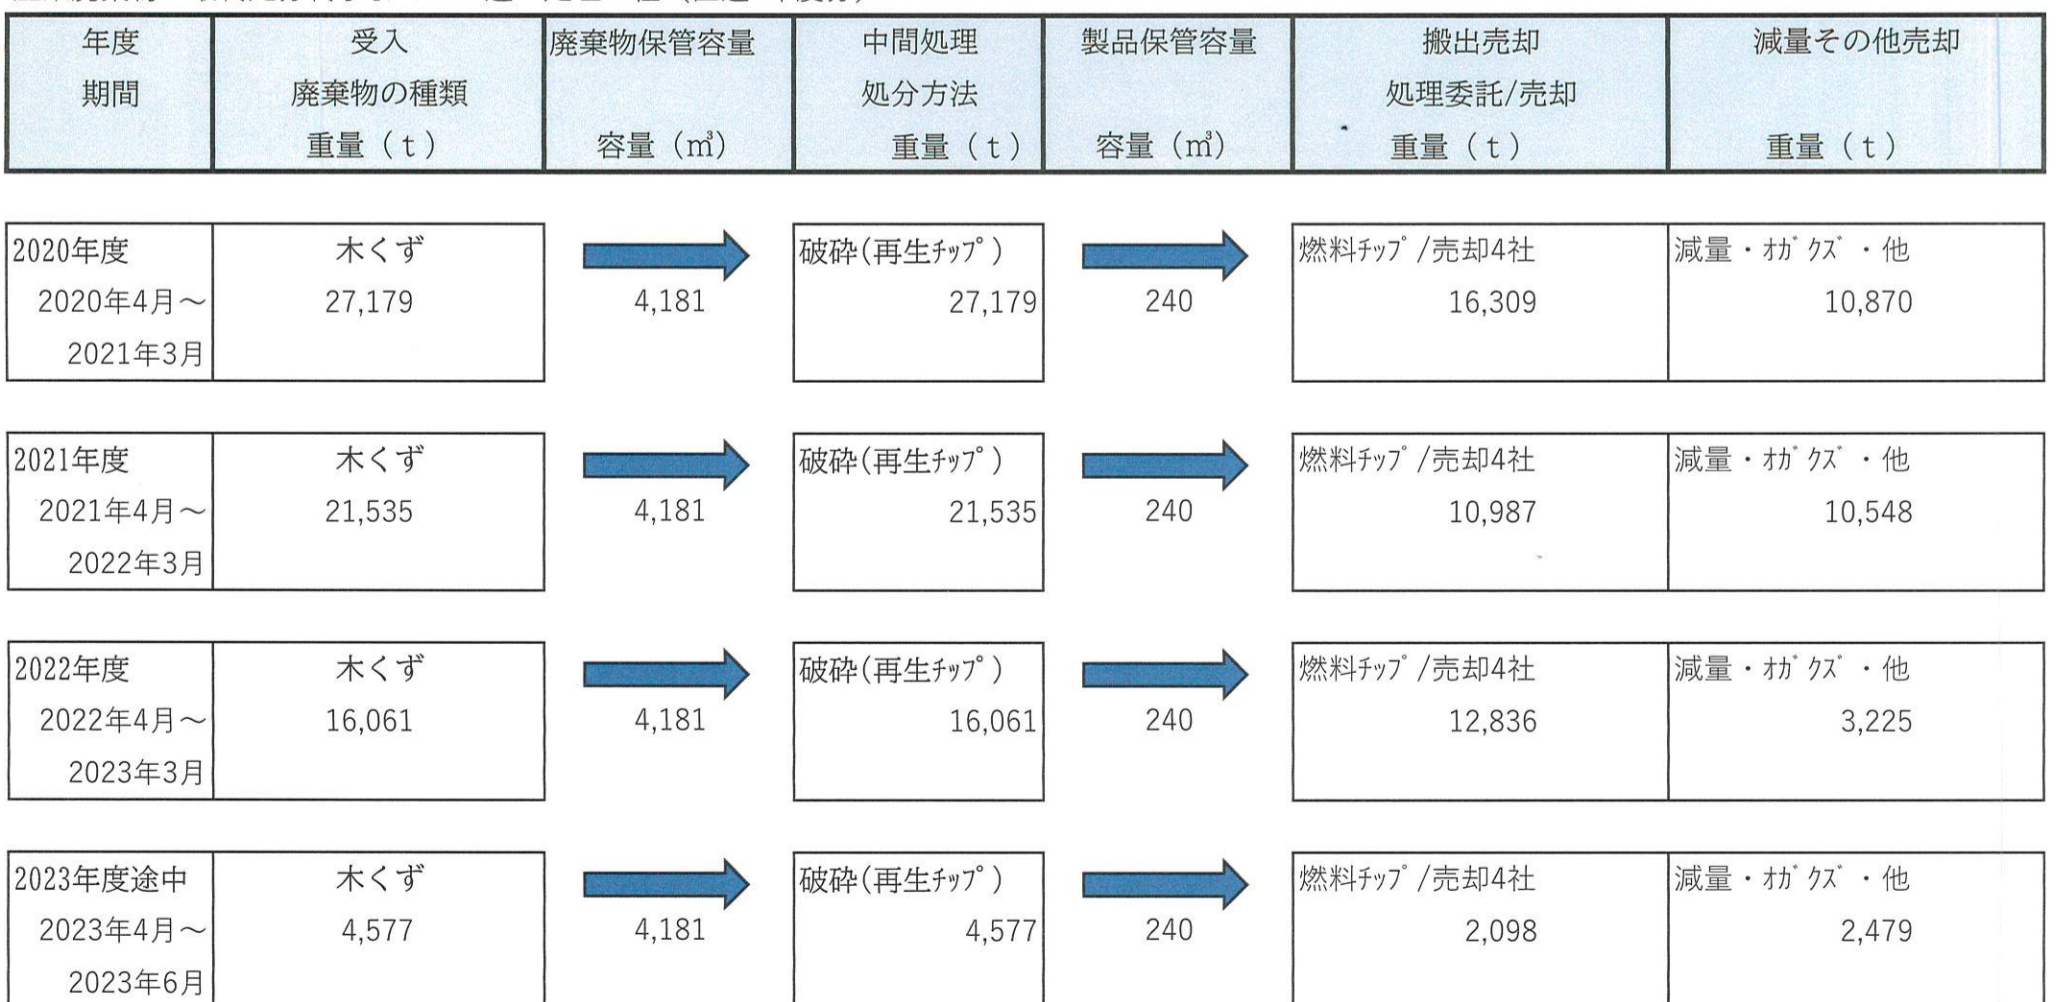 年度 受入 廃棄物保管容量 中間処理 製品保管容量 搬出売却 減量その他売却
期間 廃棄物の種類 処分方法 処理委託/売却
重量（ｔ） 容量（㎥） 重量（ｔ） 容量（㎥） 重量（ｔ） 重量（ｔ）
2020年度 木くず 破砕(再生ﾁｯﾌﾟ) 燃料ﾁｯﾌﾟ/売却4社 減量・ｵｶﾞｸｽﾞ・他
2020年4月～ 27,179 4,181 27,179 240 16,309 10,870
2021年3月
2021年度 木くず 破砕(再生ﾁｯﾌﾟ) 燃料ﾁｯﾌﾟ/売却4社 減量・ｵｶﾞｸｽﾞ・他
2021年4月～ 21,535 4,181 21,535 240 10,987 10,548
2022年3月
2022年度 木くず 破砕(再生ﾁｯﾌﾟ) 燃料ﾁｯﾌﾟ/売却4社 減量・ｵｶﾞｸｽﾞ・他
2022年4月～ 16,061 4,181 16,061 240 12,836 3,225
2023年3月
2023年度途中 木くず 破砕(再生ﾁｯﾌﾟ) 燃料ﾁｯﾌﾟ/売却4社 減量・ｵｶﾞｸｽﾞ・他
2023年4月～ 4,577 4,181 4,577 240 2,098 2,479
2023年6月